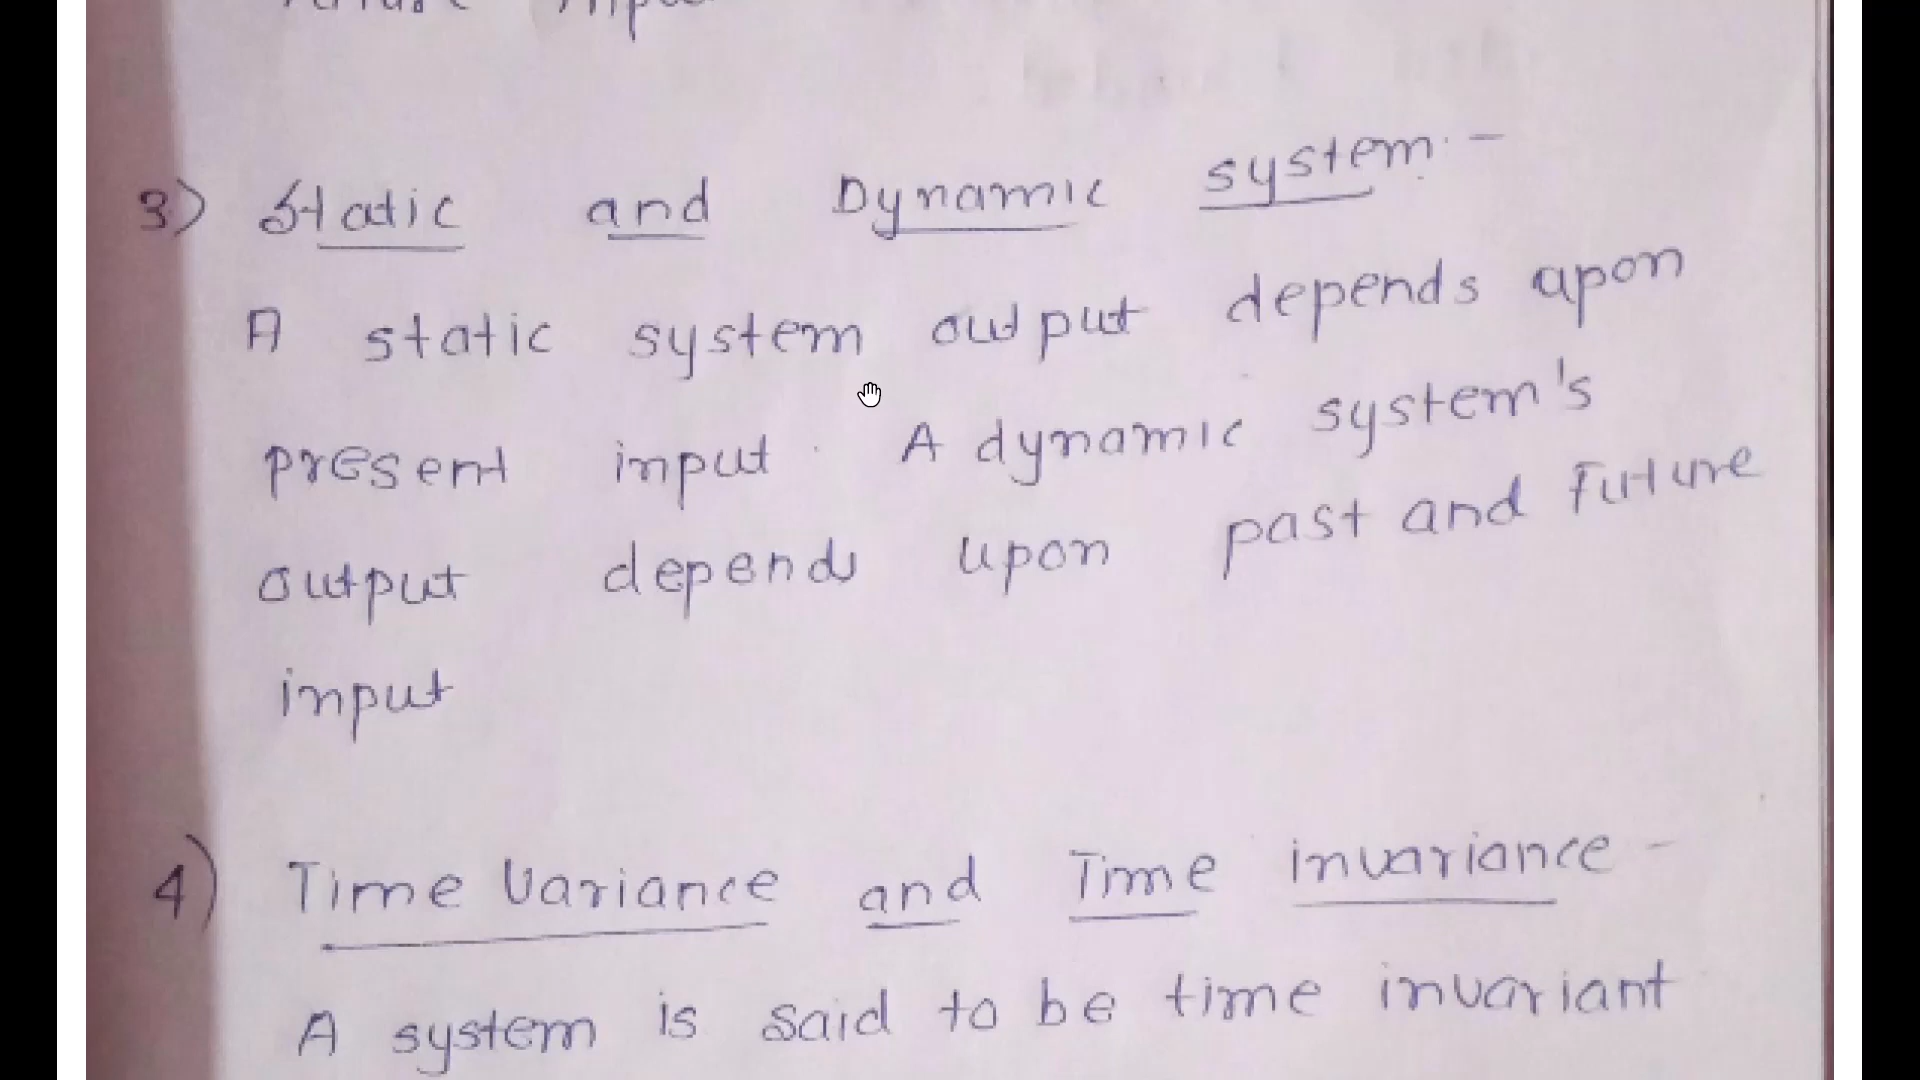 3) Static and Dynamic system:-
A static system output depends apon
present input. A dynamic system's
output depends upon past and Future
input
4) Time Variance and Time invariance-
A system is said to be time invariant